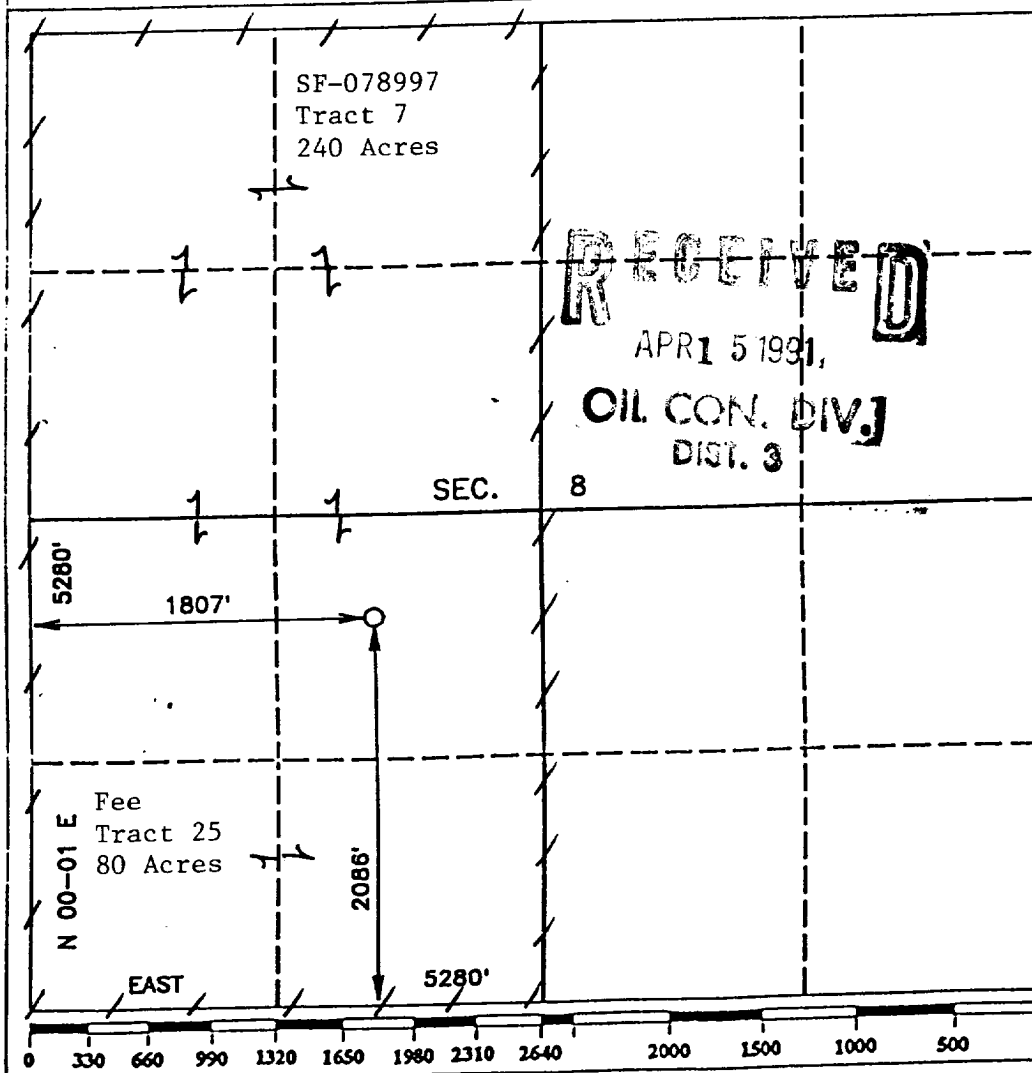 SF-078997
Tract 7
240 Acres
RECEIVED
APR 1 5 1991,
OIL CON. DIV.
DIST. 3
SEC. 8
5280'
1807'
Fee
Tract 25
80 Acres
N 00-01 E
2086'
EAST 5280'
0 330 660 990 1320 1650 1980 2310 2640 2000 1500 1000 500